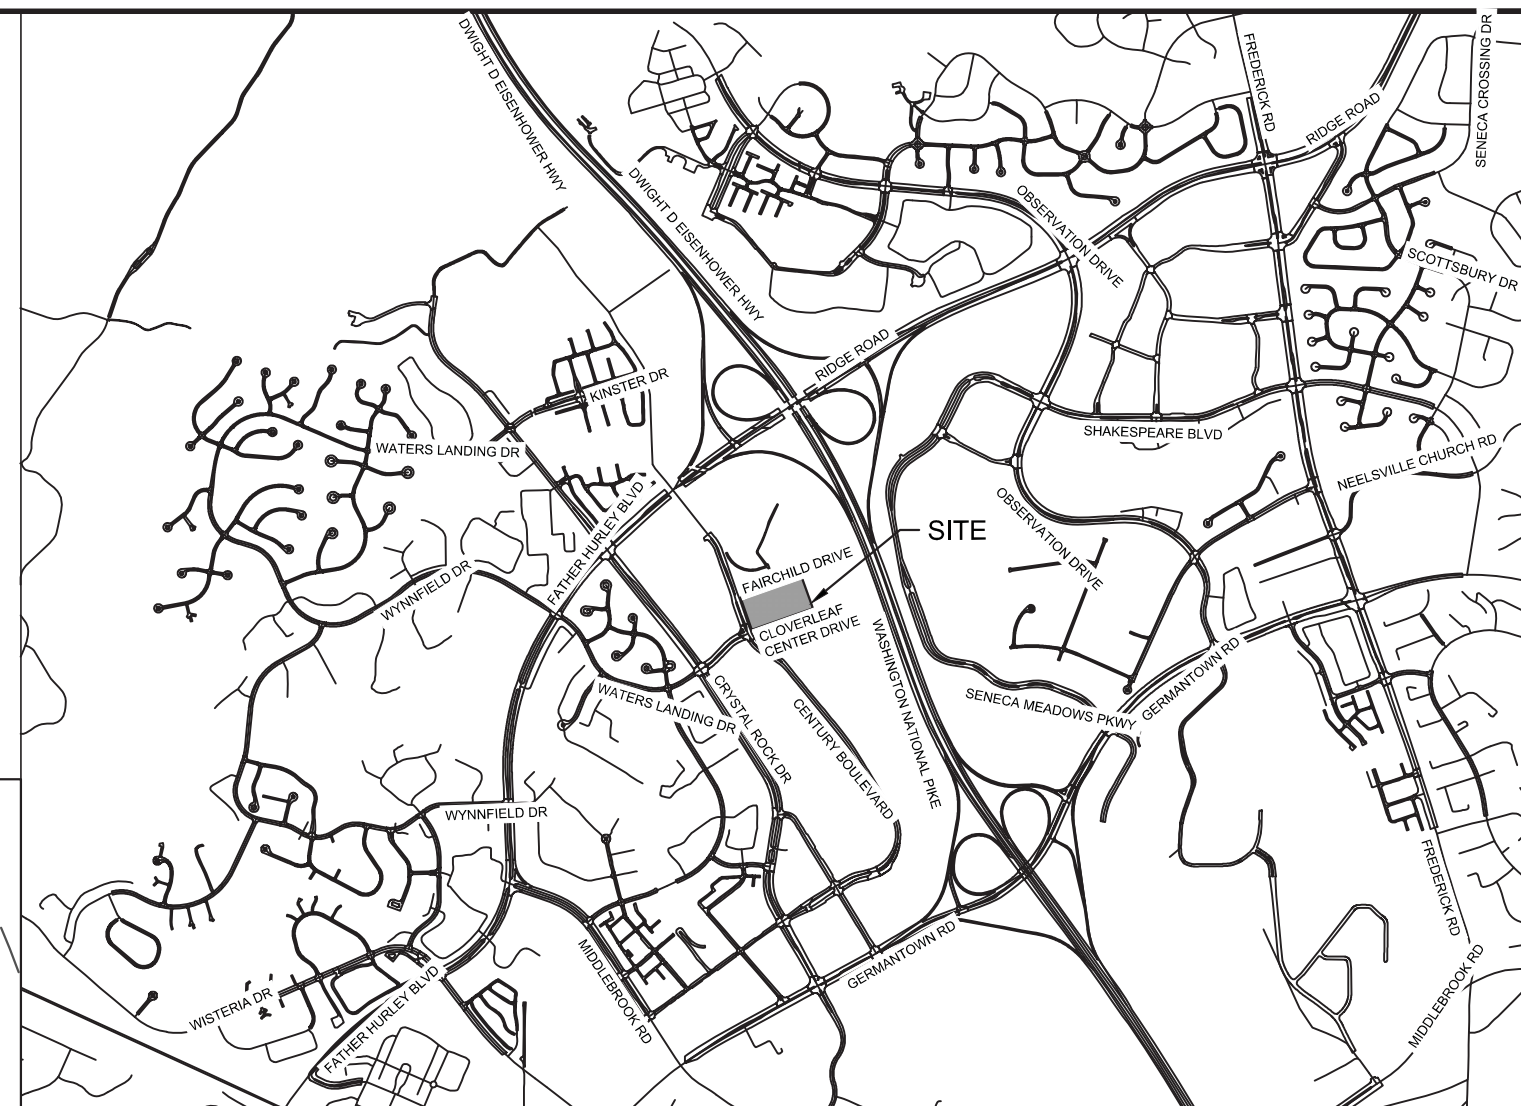 DWIGHT D EISENHOWER HWY
FREDERICK RD
RIDGE ROAD
SENECA CROSSING DR
DWIGHT D EISENHOWER HWY
OBSERVATION DRIVE
SCOTTSBURY DR
RIDGE ROAD
KINSTER DR
WATERS LANDING DR
SHAKESPEARE BLVD
NEELSVILLE CHURCH RD
FATHER HURLEY BLVD
OBSERVATION DRIVE
SITE
FAIRCHILD DRIVE
WYNNFIELD DR
CLOVERLEAF
CENTER DRIVE
WASHINGTON NATIONAL PIKE
GERMANTOWN RD
WATERS LANDING DR
CRYSTAL ROCK DR
CENTURY BOULEVARD
SENECA MEADOWS PKWY
WYNNFIELD DR
FREDERICK RD
MIDDLEBROOK RD
GERMANTOWN RD
MIDDLEBROOK RD
WISTERIA DR
FATHER HURLEY BLVD